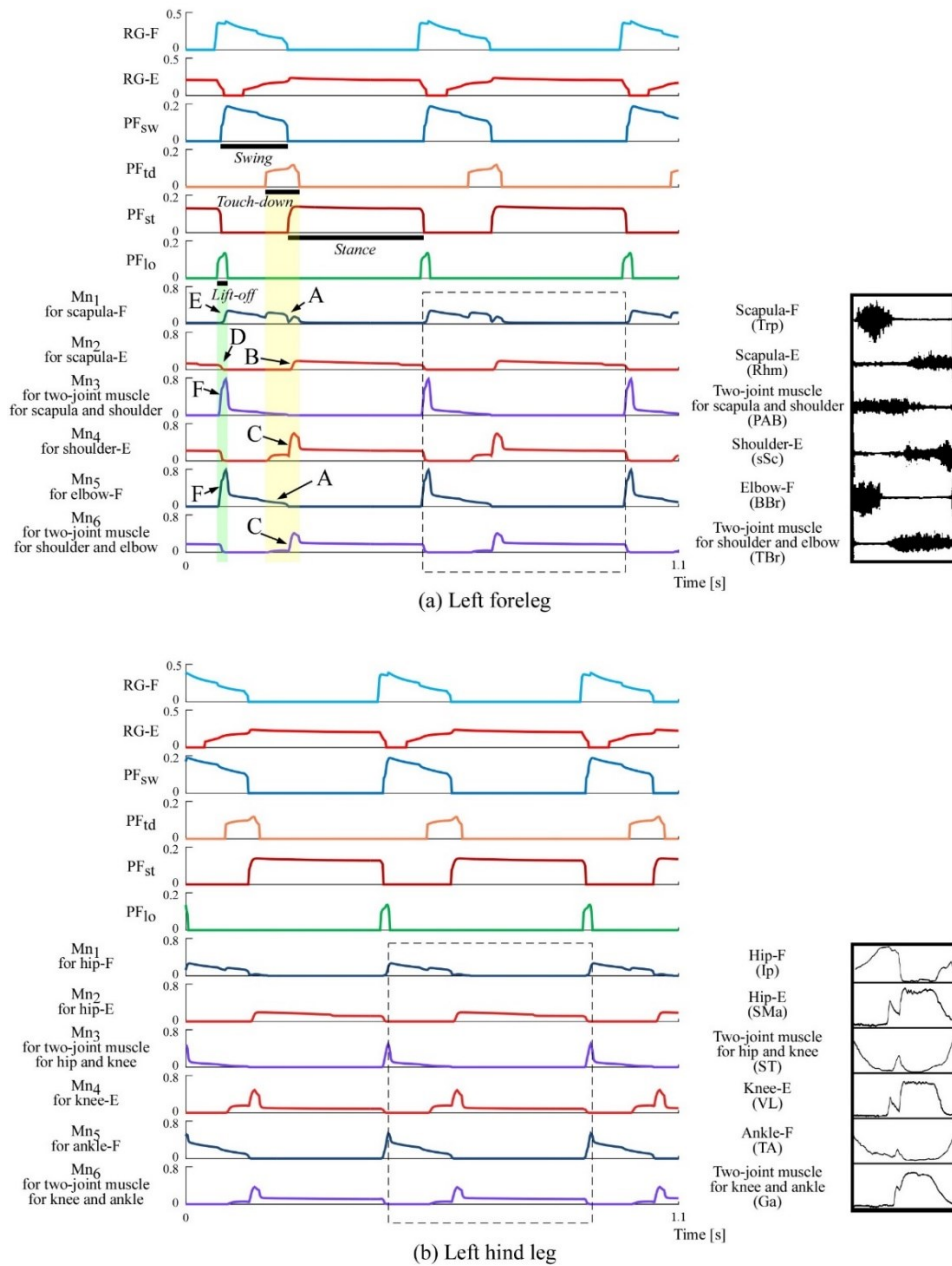 0.5
RG-F
0
0.5
RG-E
0
0.2
PFsw
0
Swing
0.2
PFtd
0
Touch-down
0.2
PFst
0
Stance
0.2
PFlo
0
Lift-off
Mn1
for scapula-F
0.8
0
E
A
Mn2
for scapula-E
0.8
0
D
B
Mn3
for two-joint muscle
for scapula and shoulder
0.8
0
F
Mn4
for shoulder-E
0.8
0
C
Mn5
for elbow-F
0.8
0
F
A
Mn6
for two-joint muscle
for shoulder and elbow
0.8
0
C
0
1.1
Time [s]
Scapula-F
(Trp)
Scapula-E
(Rhm)
Two-joint muscle
for scapula and shoulder
(PAB)
Shoulder-E
(sSc)
Elbow-F
(BBr)
Two-joint muscle
for shoulder and elbow
(TBr)
(a) Left foreleg
0.5
RG-F
0
0.5
RG-E
0
0.2
PFsw
0
0.2
PFtd
0
0.2
PFst
0
0.2
PFlo
0
Mn1
for hip-F
0.8
0
Mn2
for hip-E
0.8
0
Mn3
for two-joint muscle
for hip and knee
0.8
0
Mn4
for knee-E
0.8
0
Mn5
for ankle-F
0.8
0
Mn6
for two-joint muscle
for knee and ankle
0.8
0
0
1.1
Time [s]
Hip-F
(Ip)
Hip-E
(SMa)
Two-joint muscle
for hip and knee
(ST)
Knee-E
(VL)
Ankle-F
(TA)
Two-joint muscle
for knee and ankle
(Ga)
(b) Left hind leg